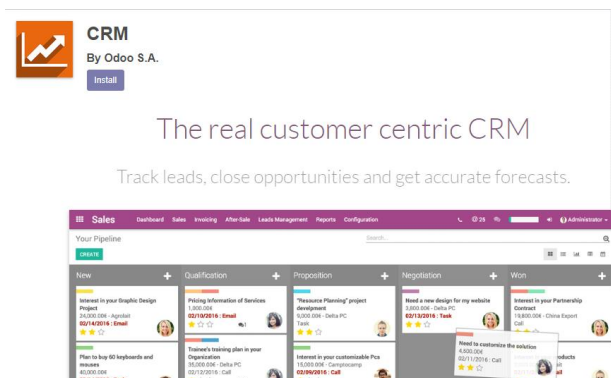 CRM
By Odoo S.A.
Install
The real customer centric CRM
Track leads, close opportunities and get accurate forecasts.
Sales Dashboard Sales Invoicing After-Sale Leads Management Reports Configuration 26 Administrator
Your Pipeline Search...
CREATE
New + Qualification + Proposition + Negotiation + Won +
Interest in your Graphic Design
Project
24,000.00€ - Agrolait
02/14/2016 : Email
Pricing Information of Services
1,000.00€
02/10/2016 : Email
1
"Resource Planning" project
development
9,000.00€ - Delta PC
Task
Need a new design for my website
3,800.00€ - Delta PC
02/13/2016 : Task
Interest in your Partnership
Contract
19,800.00€ - China Export
Call
Plan to buy 60 keyboards and
mouses
40,000.00€
Trainee's training plan in your
Organization
35,000.00€ - Delta PC
02/12/2016 : Call
Interest in your customizable Pcs
15,000.00€ - Camptocamp
02/09/2016 : Call
Need to customize the solution
4,600.00€
02/11/2016 : Call